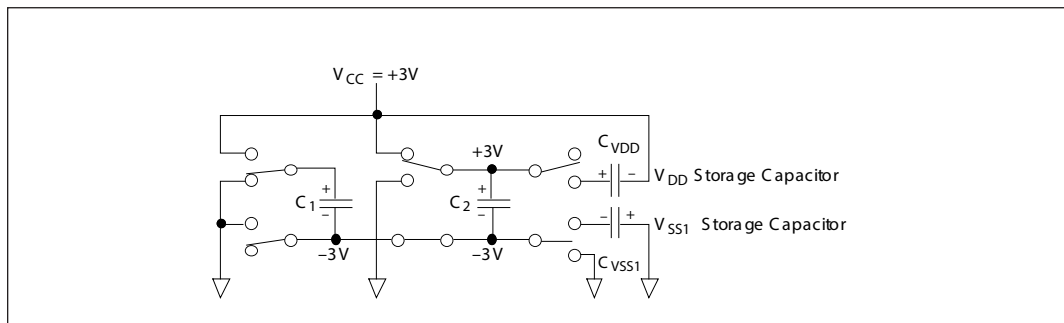 V CC = +3V
C VDD
+3V
+ –
V DD Storage Capacitor
+
C 1
–
+
C 2
–
– +
V SS1 Storage Capacitor
–3V
–3V
C VSS1